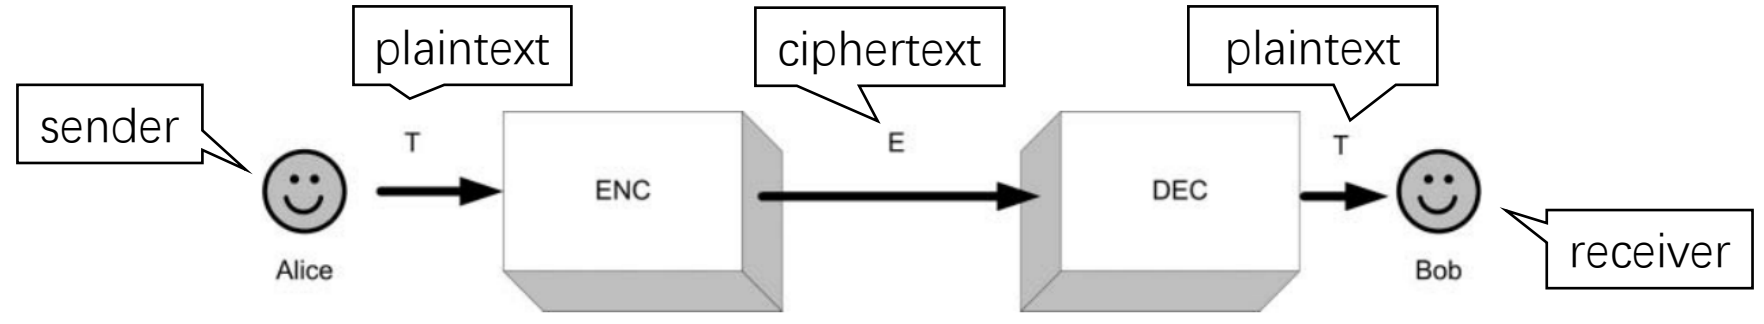 plaintext
ciphertext
plaintext
sender
T
E
T
ENC
DEC
Alice
Bob
receiver